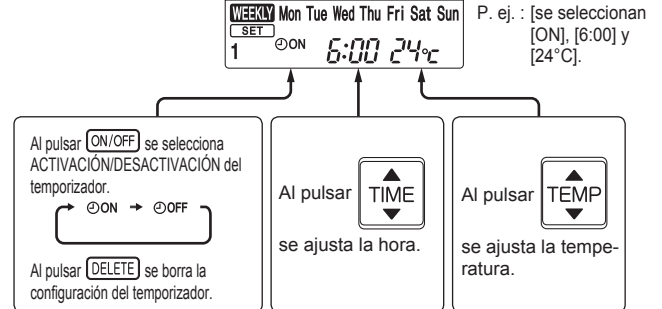 WEEKLY Mon Tue Wed Thu Fri Sat Sun
SET
1 ON 6:00 24°C
P. ej. : [se seleccionan
[ON], [6:00] y
[24°C].
Al pulsar ON/OFF se selecciona
ACTIVACIÓN/DESACTIVACIÓN del
temporizador.
ON → OFF
Al pulsar DELETE se borra la
configuración del temporizador.
Al pulsar TIME
se ajusta la hora.
Al pulsar TEMP
se ajusta la tempe-
ratura.